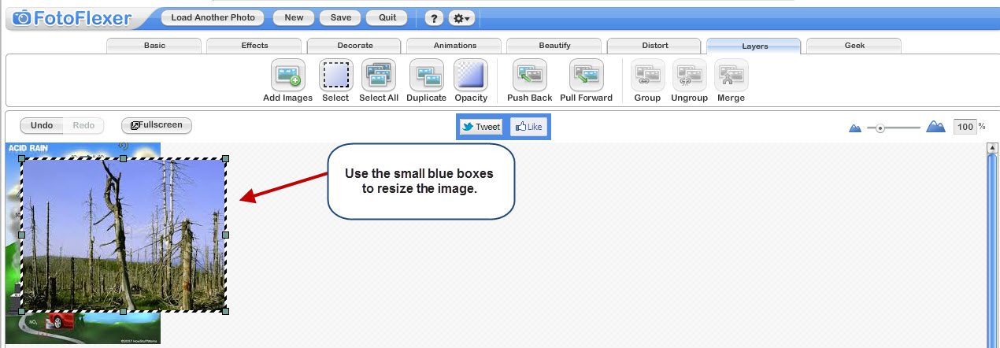 FotoFlexer
Load Another Photo New Save Quit ?
Basic Effects Decorate Animations Beautify Distort Layers Geek
Add Images Select Select All Duplicate Opacity Push Back Pull Forward Group Ungroup Merge
Undo Redo Fullscreen Tweet Like 100 %
ACID RAIN
Use the small blue boxes
to resize the image.
NOₓ
©2007 HowStuffWorks